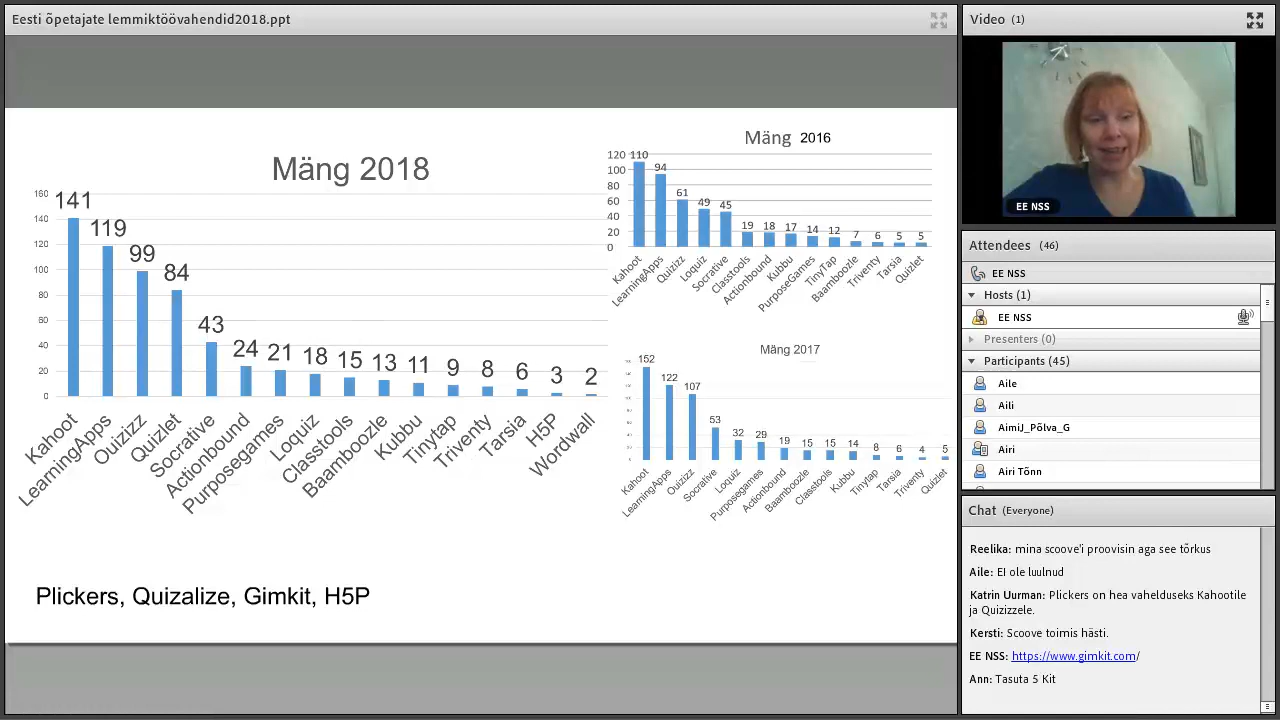 Eesti õpetajate lemmiktöövahendid2018.ppt
Mäng 2018
160
140
120
100
80
60
40
20
0
141
119
99
84
43
24
21
18
15
13
11
9
8
6
3
2
Kahoot
LearningApps
Quizizz
Quizlet
Socrative
Actionbound
Purposegames
Loquiz
Classtools
Baamboozle
Kubbu
Tinytap
Triventy
Tarsia
H5P
Wordwall
Mäng 2016
120
100
80
60
40
20
0
110
94
61
49
45
19
18
17
14
12
7
6
5
5
Kahoot
LearningApps
Quizizz
Loquiz
Socrative
Classtools
Actionbound
Kubbu
PurposeGames
TinyTap
Baamboozle
Triventy
Tarsia
Quizlet
Mäng 2017
152
122
107
53
32
29
19
15
15
14
8
6
4
5
Kahoot
LearningApps
Quizizz
Socrative
Loquiz
Purposegames
Actionbound
Baamboozle
Classtools
Kubbu
Tinytap
Tarsia
Triventy
Quizlet
Plickers, Quizalize, Gimkit, H5P
Video (1)
EE NSS
Attendees (46)
EE NSS
Hosts (1)
EE NSS
Presenters (0)
Participants (45)
Aile
Aili
AimiJ_Põlva_G
Airi
Airi Tõnn
Chat (Everyone)
Reelika: mina scoove'i proovisin aga see tõrkus
Aile: EI ole luulnud
Katrin Uurman: Plickers on hea vahelduseks Kahootile
ja Quizizzele.
Kersti: Scoove toimis hästi.
EE NSS: https://www.gimkit.com/
Ann: Tasuta 5 Kit